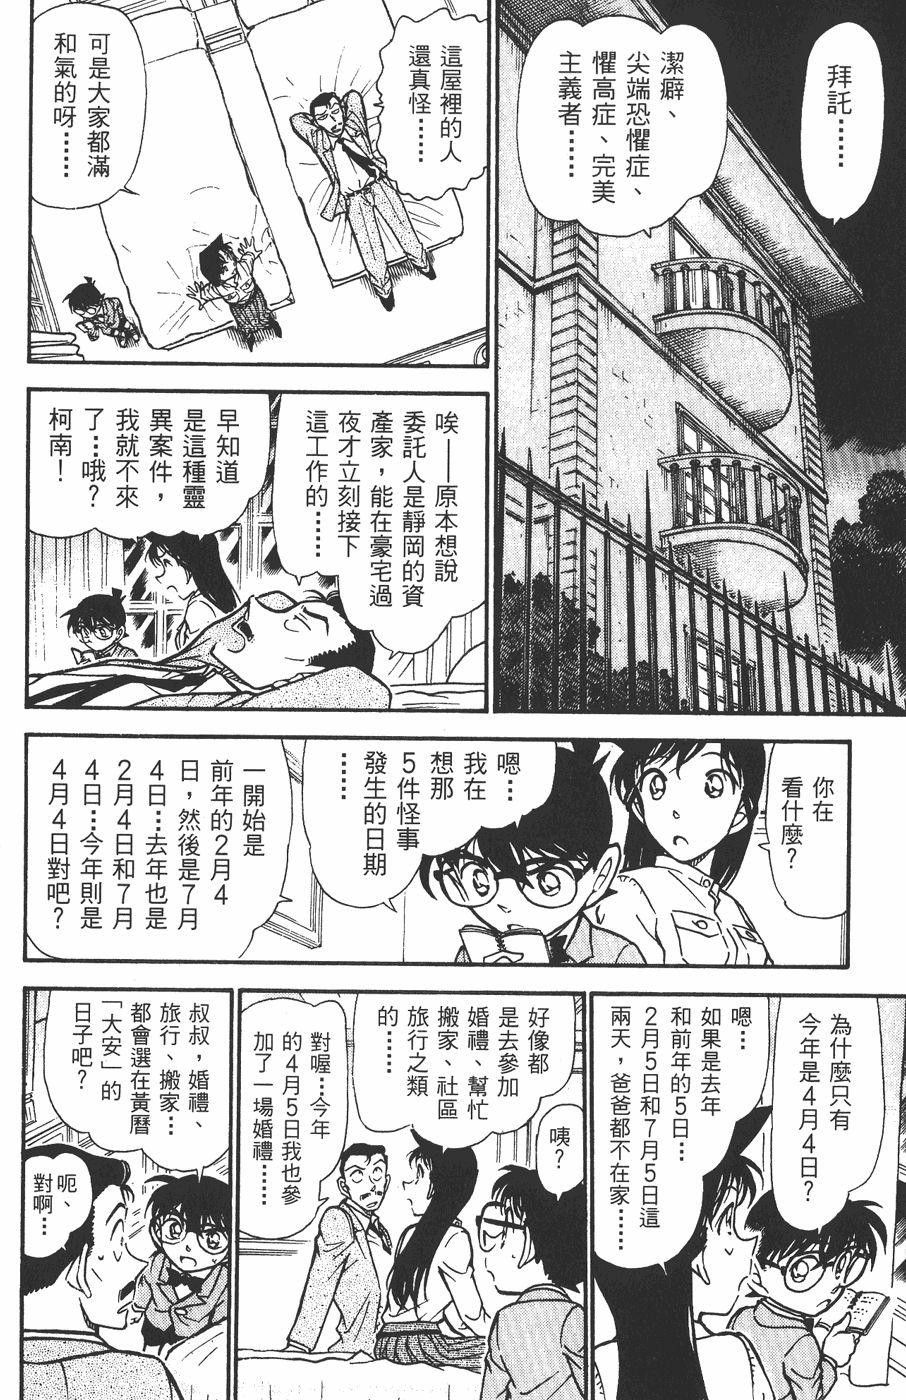 拜託……
潔癖、
尖端恐懼症、
懼高症、完美
主義者……
這屋裡的人
還真怪……
可是大家都滿
和氣的呀……
唉——原本想說
委託人是靜岡的資
產家，能在豪宅過
夜才立刻接下
這工作的……
早知道
是這種靈
異案件，
我就不來
了…哦？
柯南！
你在
看什麼？
嗯…
我在
想那
5件怪事
發生的日期
……
一開始是
前年的2月4
日，然後是7月
4日…去年也是
2月4日和7月
4日…今年則是
4月4日對吧？
為什麼只有
今年是4月4日？
嗯…
如果是去年
和前年的5日…
2月5日和7月5日這
兩天，爸爸都不在家……
咦？
好像都
是去參加
婚禮、幫忙
搬家、社區
旅行之類
的……
對喔…今年
的4月5日我也參
加了一場婚禮……
叔叔，婚禮、
旅行、搬家…
都會選在黃曆
「大安」的
日子吧？
呃、
對啊…